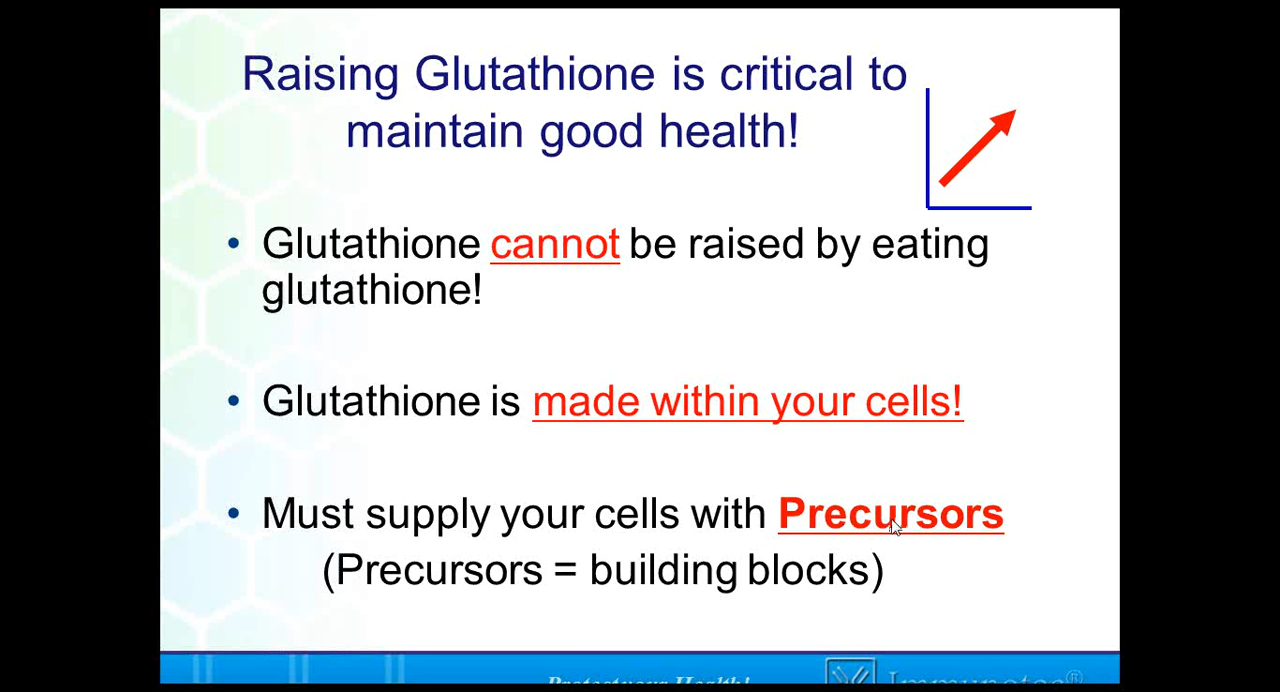 Raising Glutathione is critical to
maintain good health!
• Glutathione cannot be raised by eating
glutathione!
• Glutathione is made within your cells!
• Must supply your cells with Precursors
(Precursors = building blocks)